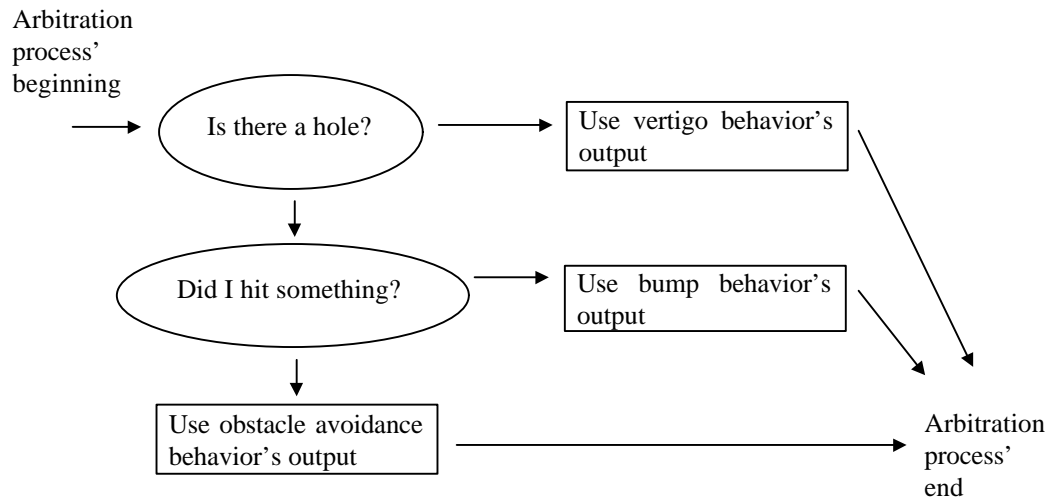 Arbitration
process’
beginning
Is there a hole?
Use vertigo behavior’s
output
Did I hit something?
Use bump behavior’s
output
Use obstacle avoidance
behavior’s output
Arbitration
process’
end